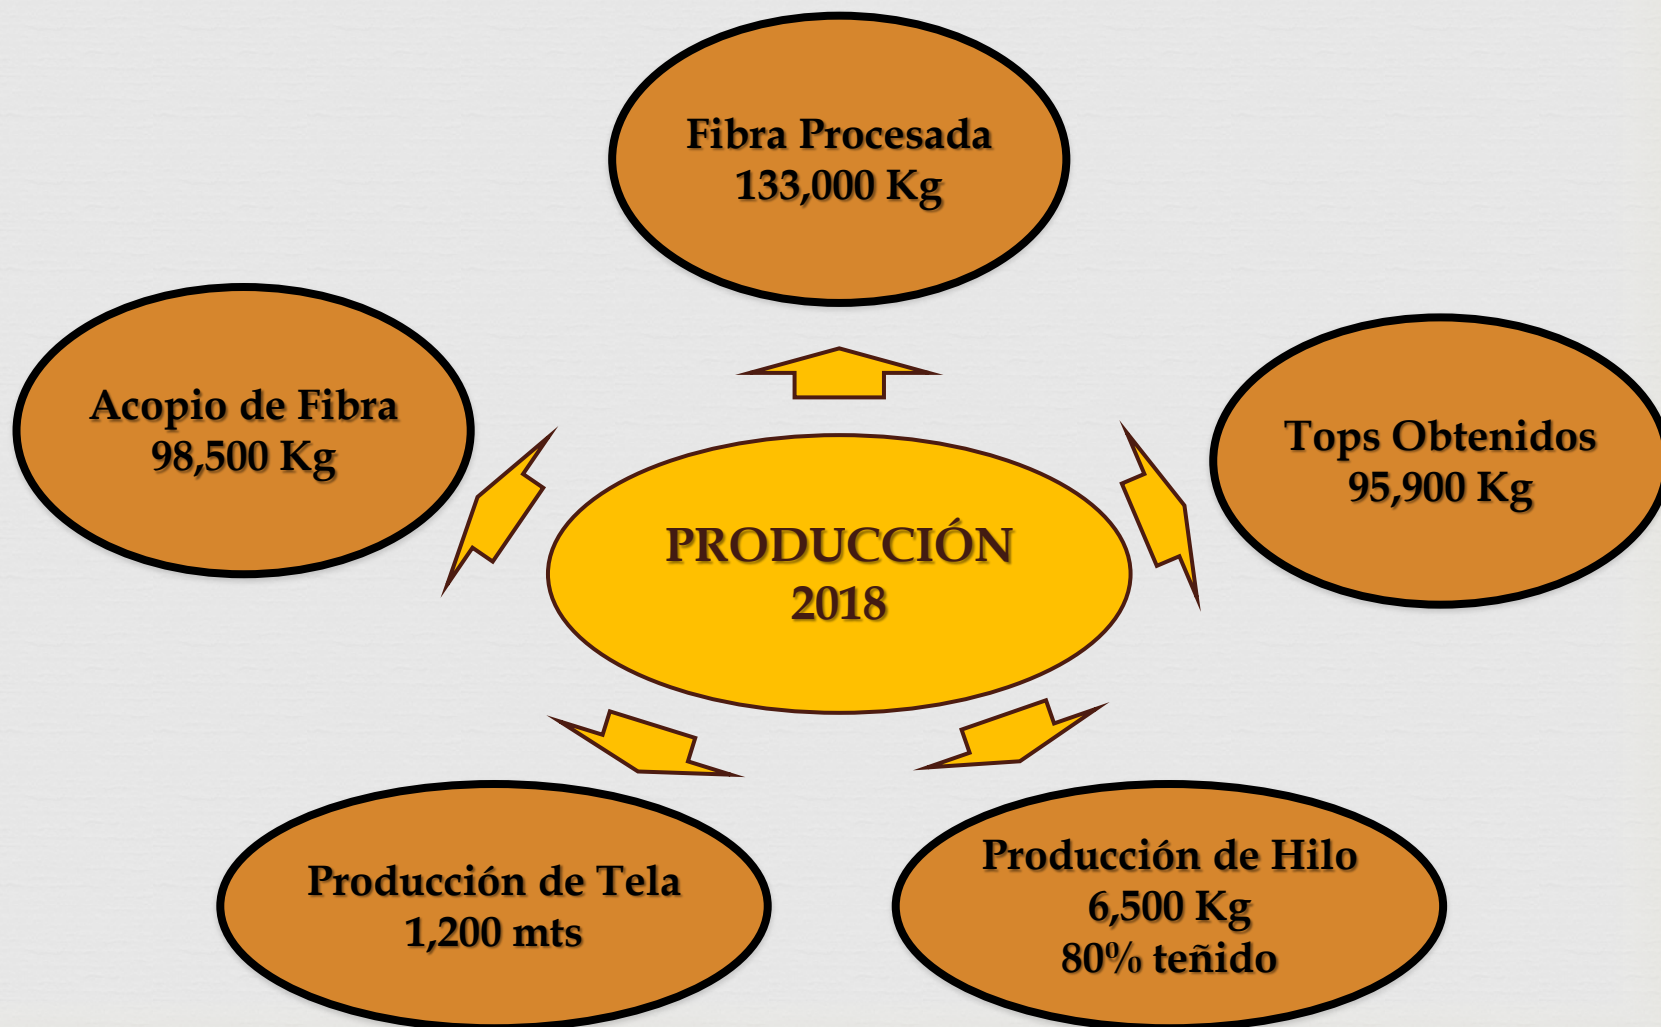 Fibra Procesada
133,000 Kg
Acopio de Fibra
98,500 Kg
Tops Obtenidos
95,900 Kg
PRODUCCIÓN
2018
Producción de Tela
1,200 mts
Producción de Hilo
6,500 Kg
80% teñido